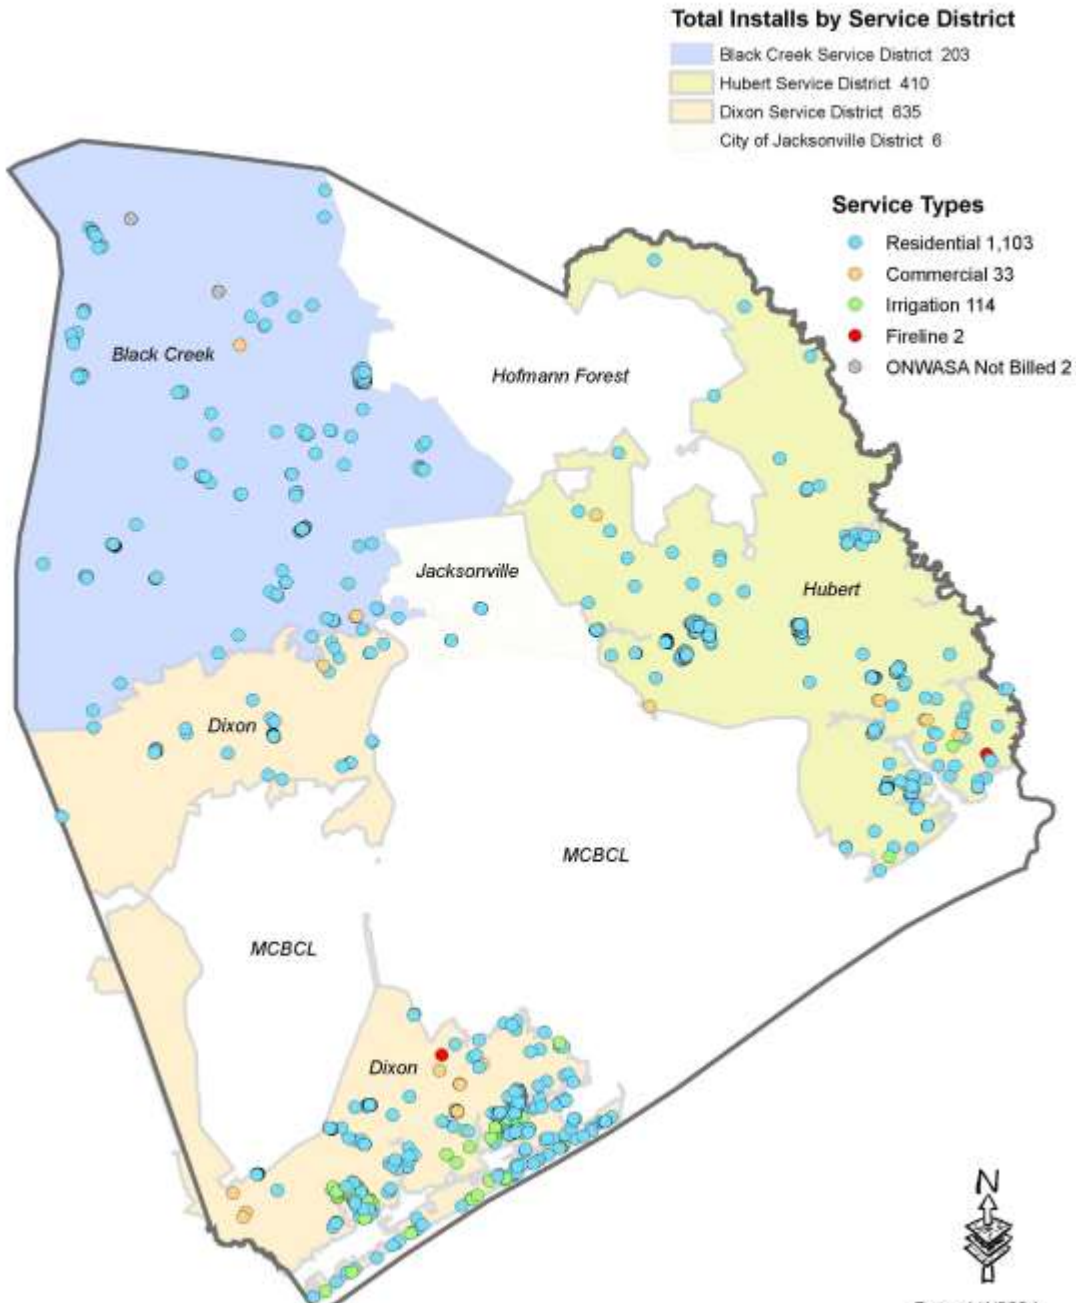 Total Installs by Service District
Black Creek Service District 203
Hubert Service District 410
Dixon Service District 635
City of Jacksonville District 6
Service Types
Residential 1,103
Commercial 33
Irrigation 114
Fireline 2
ONWASA Not Billed 2
Black Creek
Hofmann Forest
Jacksonville
Hubert
Dixon
MCBCL
MCBCL
Dixon
N